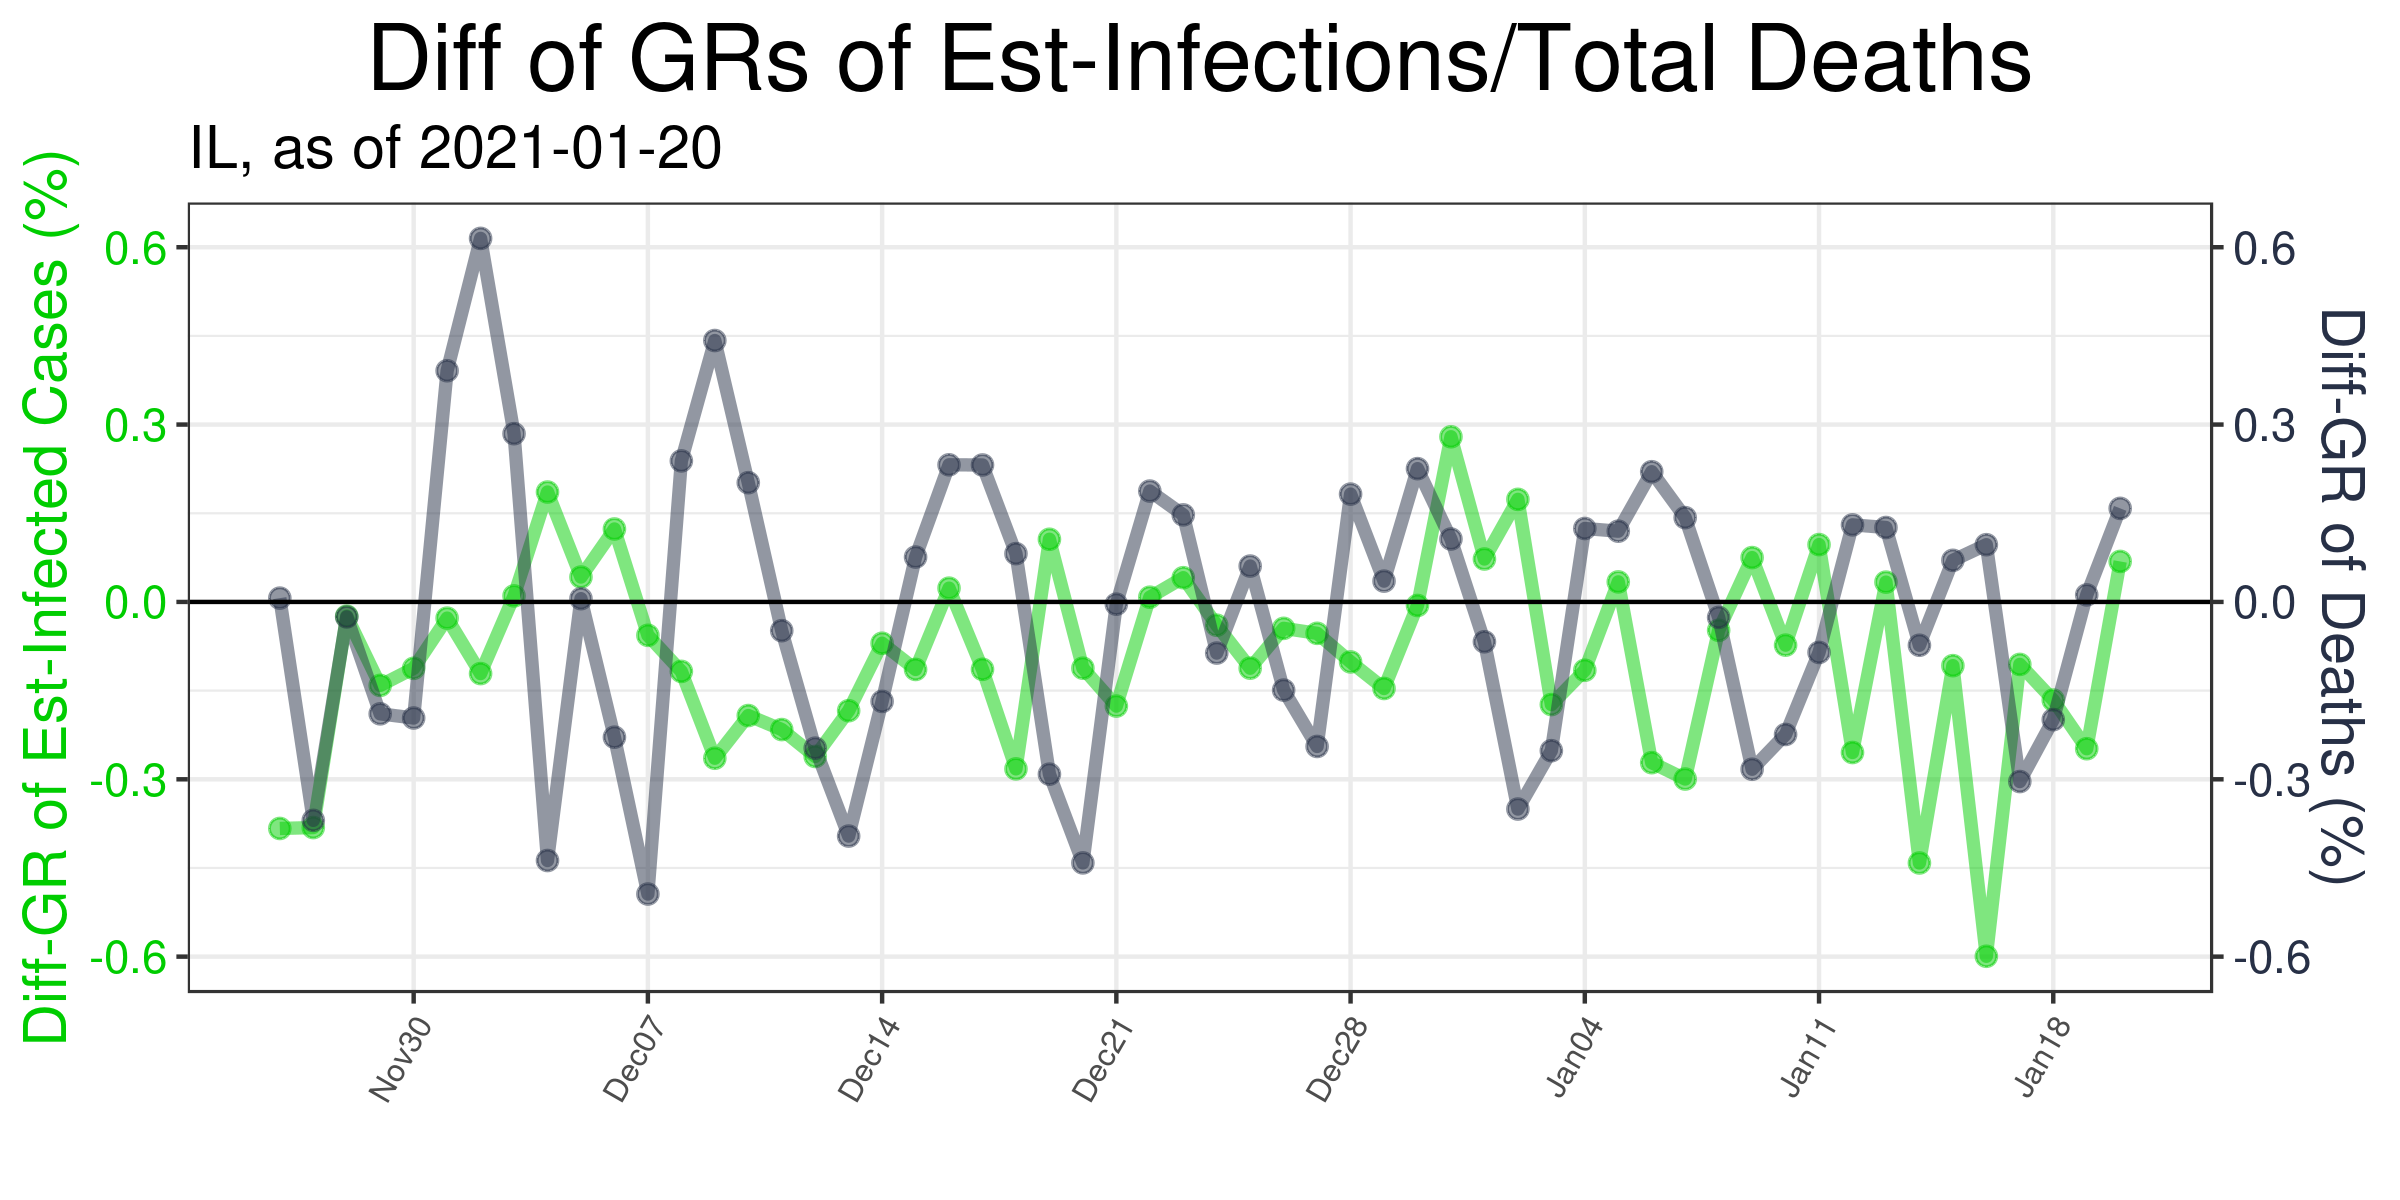 Diff of GRs of Est-Infections/Total Deaths
IL, as of 2021-01-20
Diff-GR of Est-Infected Cases (%)
0.6
0.3
0.0
-0.3
-0.6
0.6
0.3
0.0
-0.3
-0.6
Diff-GR of Deaths (%)
Nov30
Dec07
Dec14
Dec21
Dec28
Jan04
Jan11
Jan18